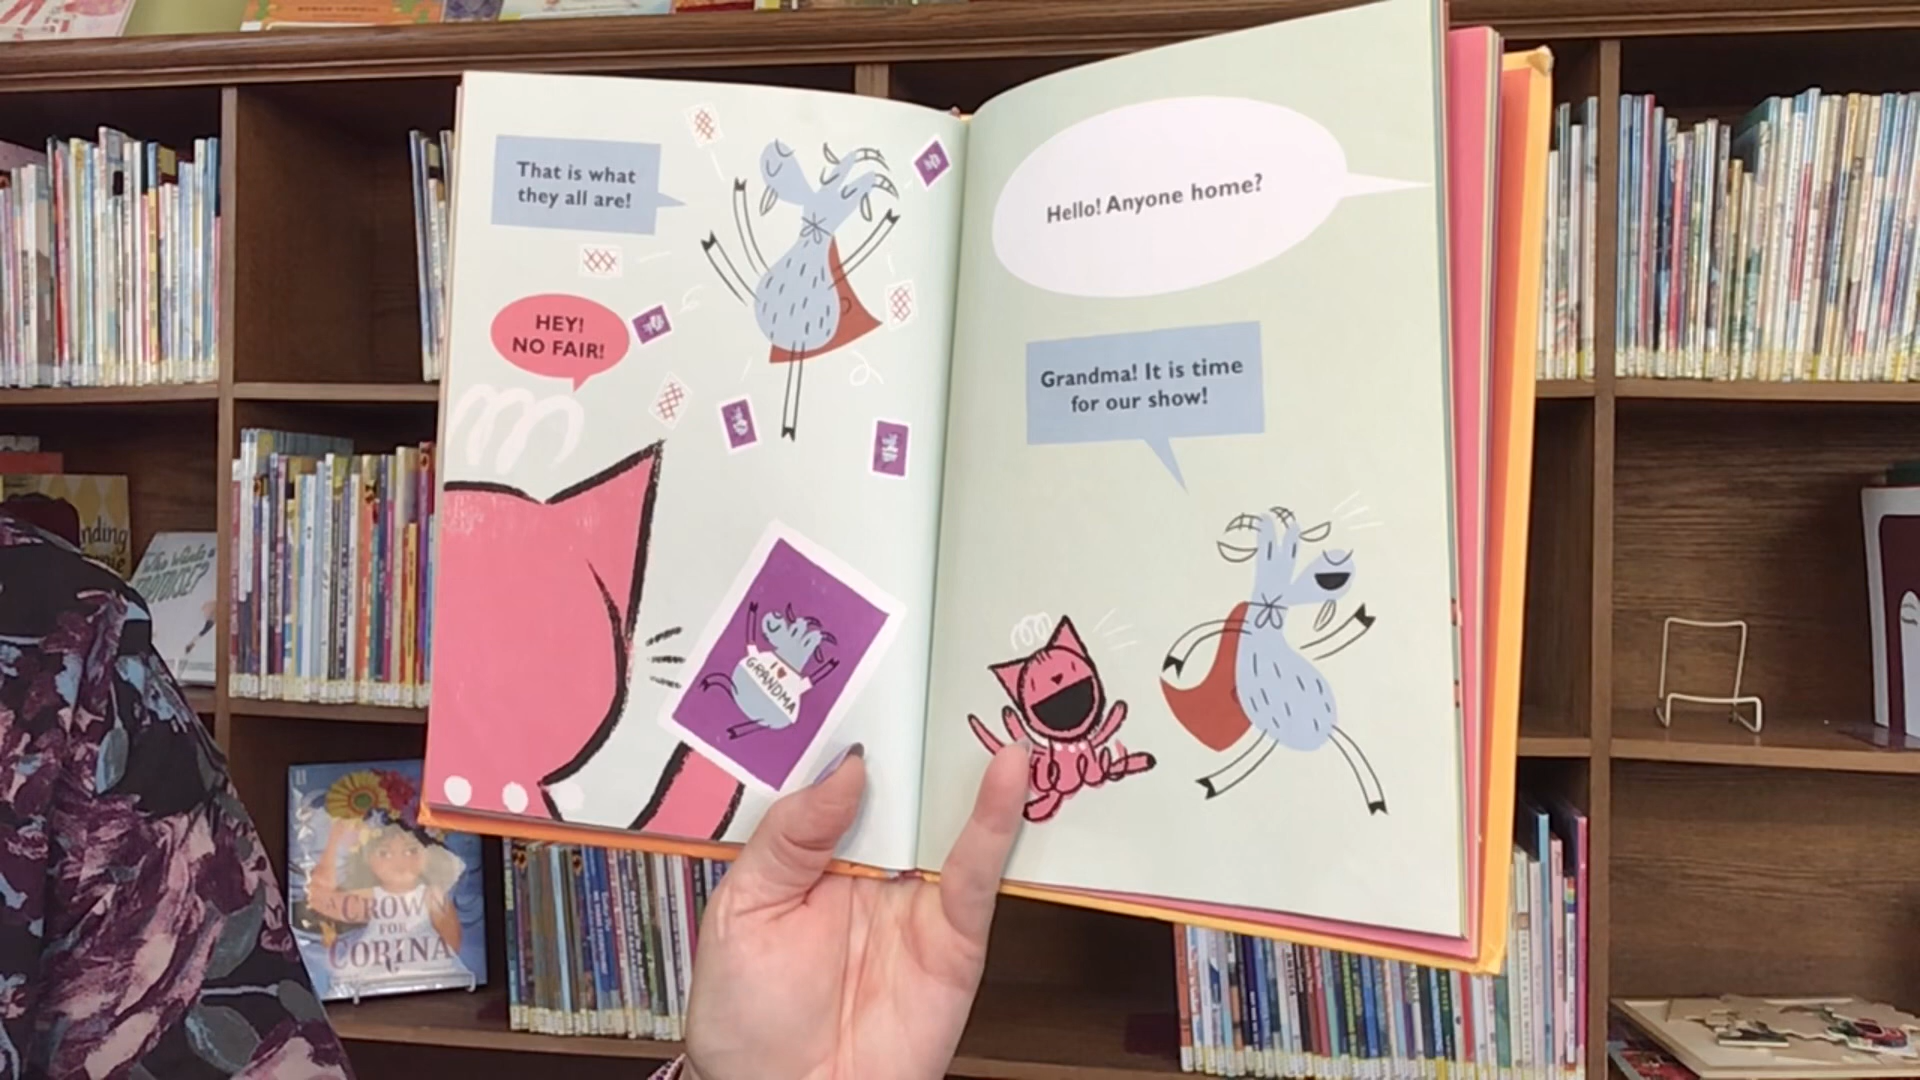 That is what
they all are!
HEY!
NO FAIR!
I ♥
GRANDMA
Hello! Anyone home?
Grandma! It is time
for our show!
A CROWN
FOR
CORINA